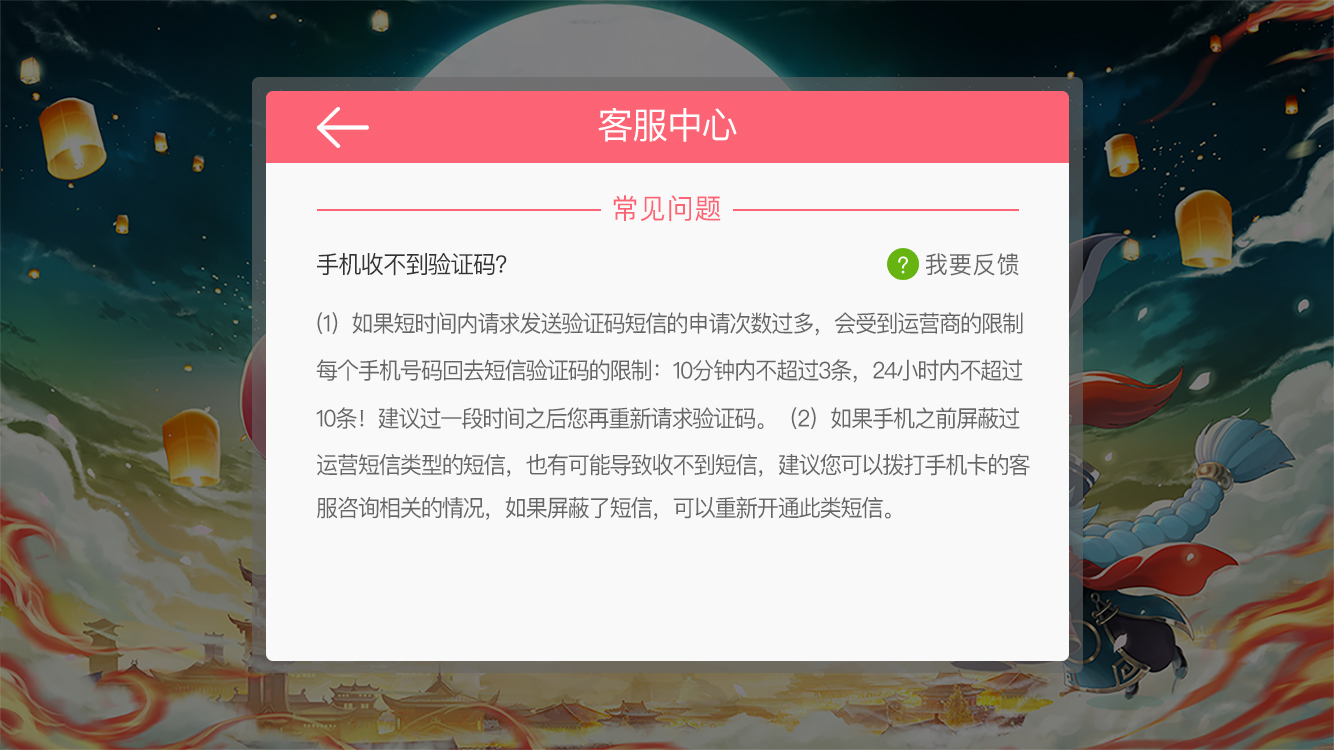 客服中心
常见问题
手机收不到验证码?
? 我要反馈
(1) 如果短时间内请求发送验证码短信的申请次数过多，会受到运营商的限制
每个手机号码回去短信验证码的限制：10分钟内不超过3条，24小时内不超过
10条！建议过一段时间之后您再重新请求验证码。（2）如果手机之前屏蔽过
运营短信类型的短信，也有可能导致收不到短信，建议您可以拨打手机卡的客
服咨询相关的情况，如果屏蔽了短信，可以重新开通此类短信。